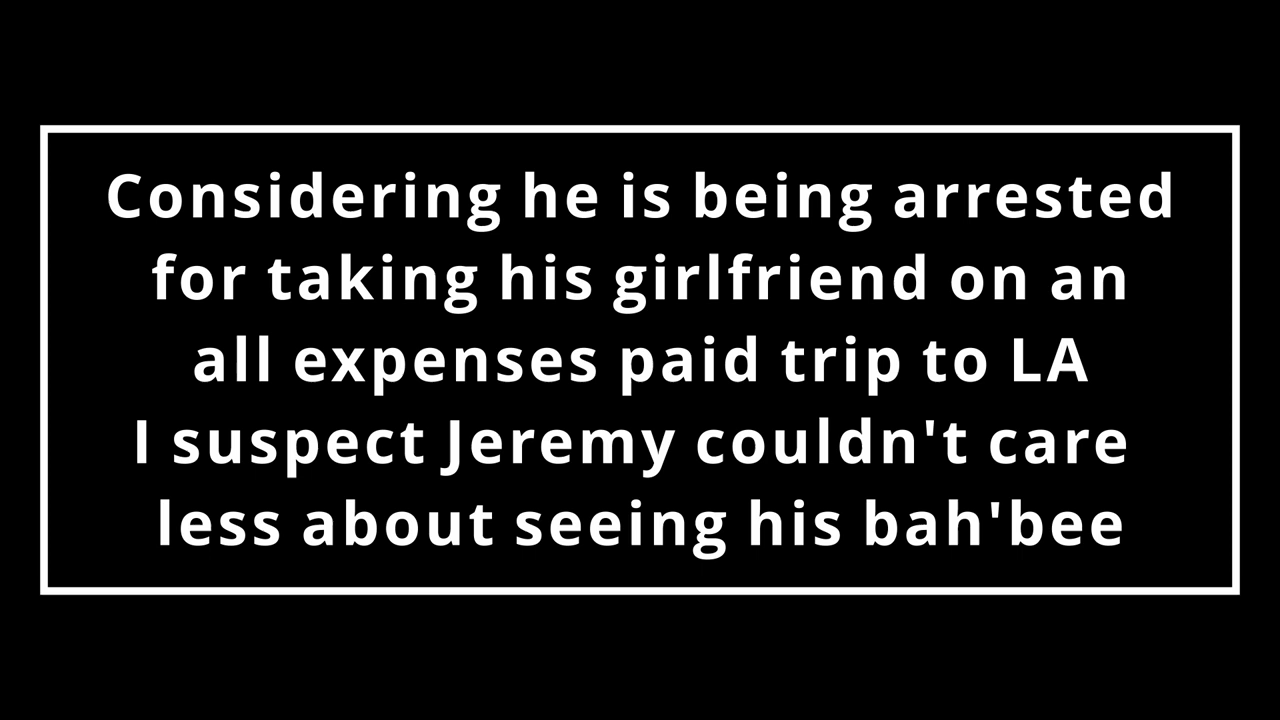 Considering he is being arrested
for taking his girlfriend on an
all expenses paid trip to LA
I suspect Jeremy couldn't care
less about seeing his bah'bee